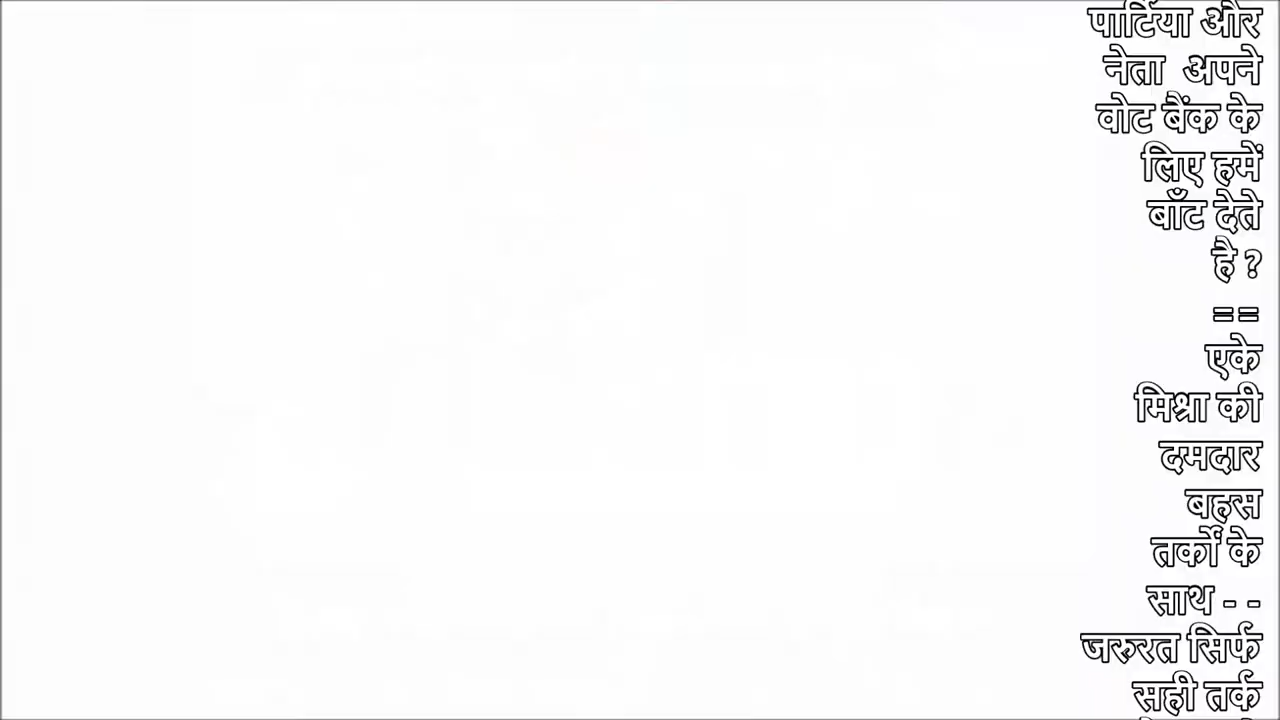 पार्टिया और
नेता अपने
वोट बैंक के
लिए हमें
बाँट देते
है ?
==
एके
मिश्रा की
दमदार
बहस
तर्कों के
साथ - -
जरुरत सिर्फ
सही तर्क